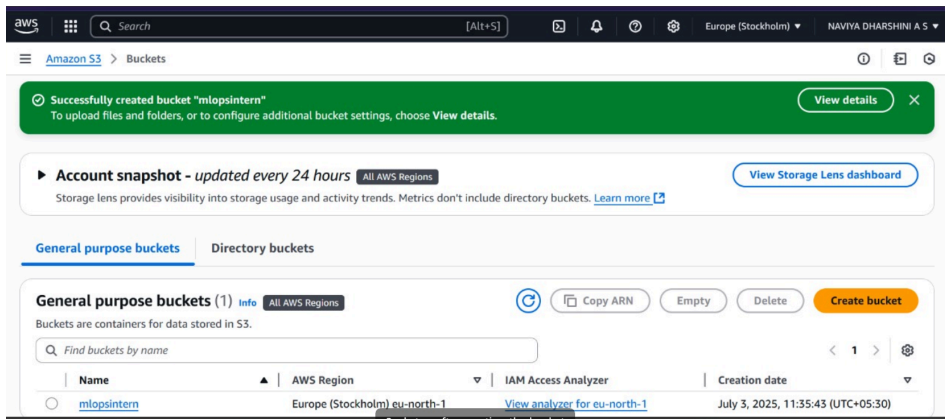 aws Search [Alt+S] Europe (Stockholm) NAVIYA DHARSHINI A S
Amazon S3 > Buckets
Successfully created bucket "mlopsintern"
To upload files and folders, or to configure additional bucket settings, choose View details.
View details
Account snapshot - updated every 24 hours All AWS Regions
View Storage Lens dashboard
Storage lens provides visibility into storage usage and activity trends. Metrics don't include directory buckets. Learn more
General purpose buckets Directory buckets
General purpose buckets (1) Info All AWS Regions
Copy ARN Empty Delete Create bucket
Buckets are containers for data stored in S3.
Find buckets by name
< 1 >
Name AWS Region IAM Access Analyzer Creation date
mlopsintern Europe (Stockholm) eu-north-1 View analyzer for eu-north-1 July 3, 2025, 11:35:43 (UTC+05:30)